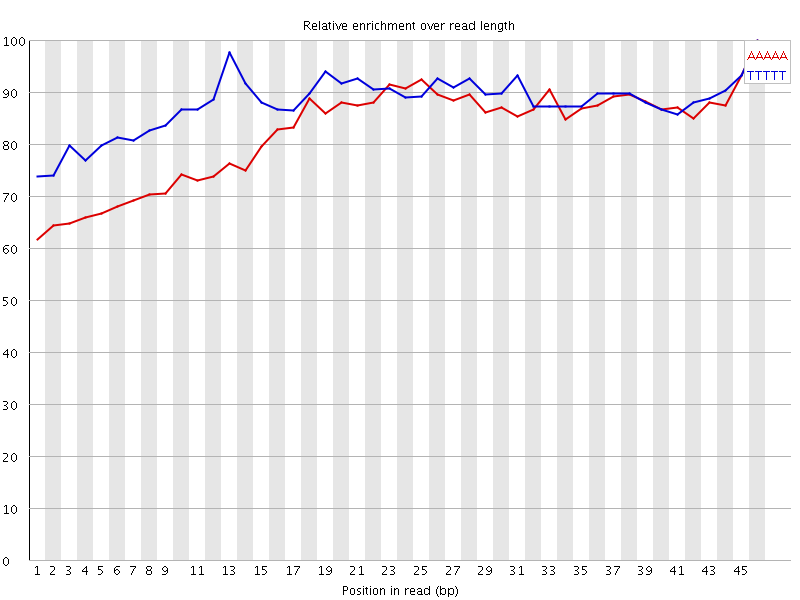 Relative enrichment over read length
100
90
80
70
60
50
40
30
20
10
0
AAAAA
TTTTT
1 2 3 4 5 6 7 8 9 11 13 15 17 19 21 23 25 27 29 31 33 35 37 39 41 43 45
Position in read (bp)